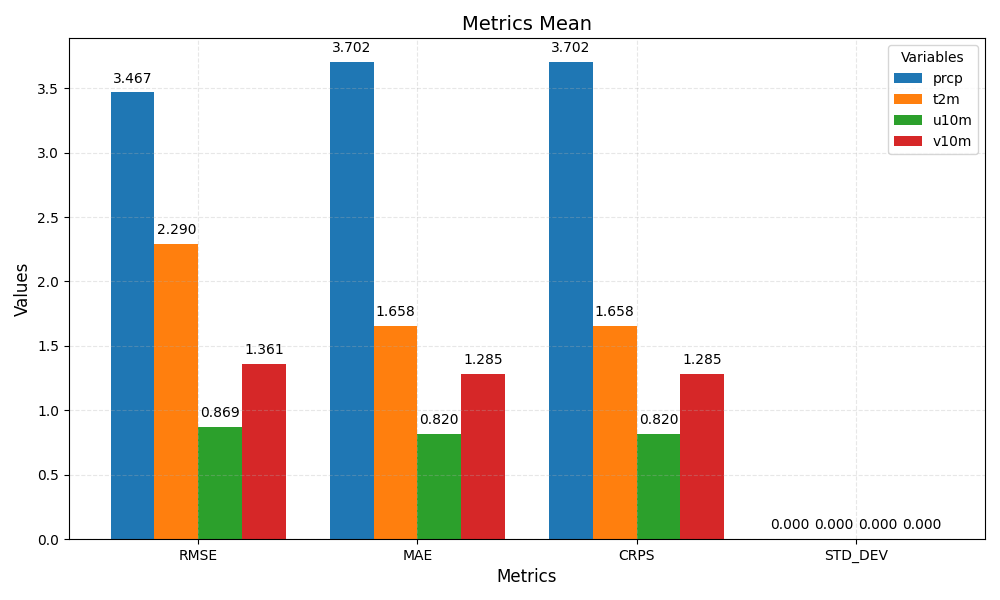 Metrics Mean
Values
3.5
3.0
2.5
2.0
1.5
1.0
0.5
0.0
3.467
2.290
0.869
1.361
3.702
1.658
0.820
1.285
3.702
1.658
0.820
1.285
0.000 0.000 0.000 0.000
Variables
prcp
t2m
u10m
v10m
RMSE MAE CRPS STD_DEV
Metrics